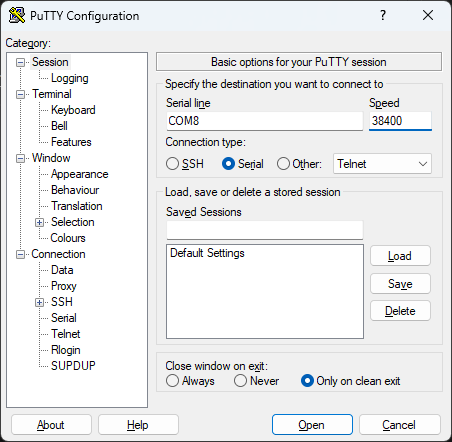 PuTTY Configuration
? ×
Category:
Session
Logging
Terminal
Keyboard
Bell
Features
Window
Appearance
Behaviour
Translation
Selection
Colours
Connection
Data
Proxy
SSH
Serial
Telnet
Rlogin
SUPDUP
Basic options for your PuTTY session
Specify the destination you want to connect to
Serial line Speed
COM8 38400
Connection type:
SSH Serial Other: Telnet
Load, save or delete a stored session
Saved Sessions
Default Settings
Load
Save
Delete
Close window on exit:
Always Never Only on clean exit
About Help Open Cancel